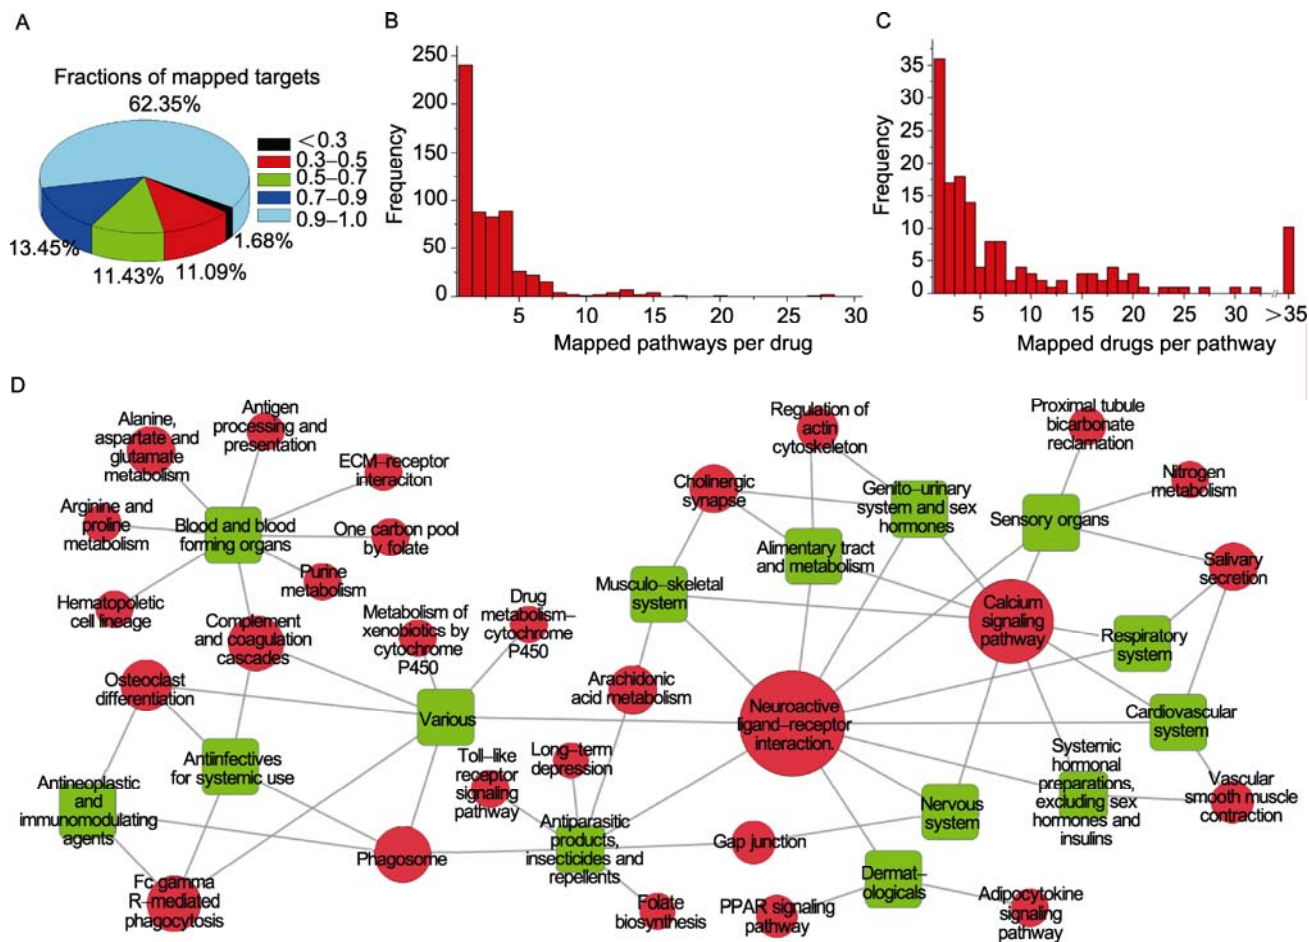 A
Fractions of mapped targets
62.35%
<0.3
0.3–0.5
0.5–0.7
0.7–0.9
0.9–1.0
13.45%
11.43%
11.09%
1.68%
B
Frequency
250
200
150
100
50
0
5
10
15
20
25
30
Mapped pathways per drug
C
Frequency
35
30
25
20
15
10
5
0
5
10
15
20
25
30
>35
Mapped drugs per pathway
D
Alanine,
aspartate and
glutamate
metabolism
Antigen
processing and
presentation
ECM–receptor
interaciton
Arginine and
proline
metabolism
Blood and blood
forming organs
One carbon pool
by folate
Purine
metabolism
Hematopoletic
cell lineage
Complement
and coagulation
cascades
Metabolism of
xenobiotics by
cytochrome
P450
Drug
metabolism–
cytochrome
P450
Osteoclast
differentiation
Various
Antiinfectives
for systemic use
Antineoplastic
and
immunomodulating
agents
Fc gamma
R–mediated
phagocytosis
Phagosome
Toll–like
receptor
signaling
pathway
Long–term
depression
Antiparasitic
products,
insecticides and
repellents
Folate
biosynthesis
Arachidonic
acid metabolism
Musculo–skeletal
system
Cholinergic
synapse
Regulation of
actin
cytoskeleton
Genito–urinary
system and sex
hormones
Alimentary tract
and metabolism
Proximal tubule
bicarbonate
reclamation
Nitrogen
metabolism
Sensory organs
Salivary
secretion
Calcium
signaling
pathway
Respiratory
system
Neuroactive
ligand–receptor
interaction.
Cardiovascular
system
Systemic
hormonal
preparations,
excluding sex
hormones and
insulins
Vascular
smooth muscle
contraction
Nervous
system
Gap junction
Dermat–
ologicals
PPAR signaling
pathway
Adipocytokine
signaling
pathway